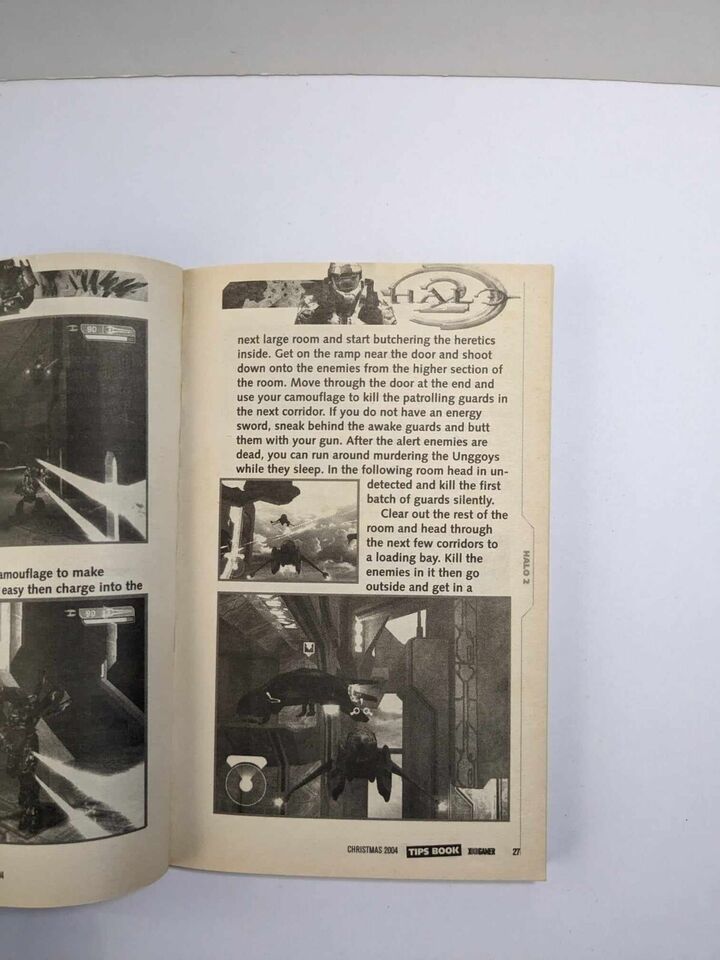 90
amouflage to make
easy then charge into the
90
HALO
next large room and start butchering the heretics
inside. Get on the ramp near the door and shoot
down onto the enemies from the higher section of
the room. Move through the door at the end and
use your camouflage to kill the patrolling guards in
the next corridor. If you do not have an energy
sword, sneak behind the awake guards and butt
them with your gun. After the alert enemies are
dead, you can run around murdering the Unggoys
while they sleep. In the following room head in un-
detected and kill the first
batch of guards silently.
Clear out the rest of the
room and head through
the next few corridors to
a loading bay. Kill the
enemies in it then go
outside and get in a
HALO 2
CHRISTMAS 2004 TIPS BOOK GAMER 27